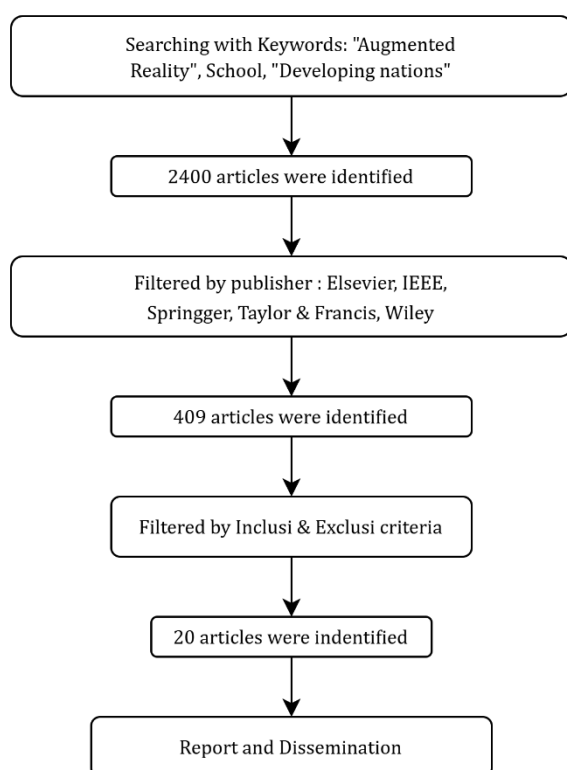 Searching with Keywords: "Augmented
Reality", School, "Developing nations"
2400 articles were identified
Filtered by publisher : Elsevier, IEEE,
Springger, Taylor & Francis, Wiley
409 articles were identified
Filtered by Inclusi & Exclusi criteria
20 articles were indentified
Report and Dissemination